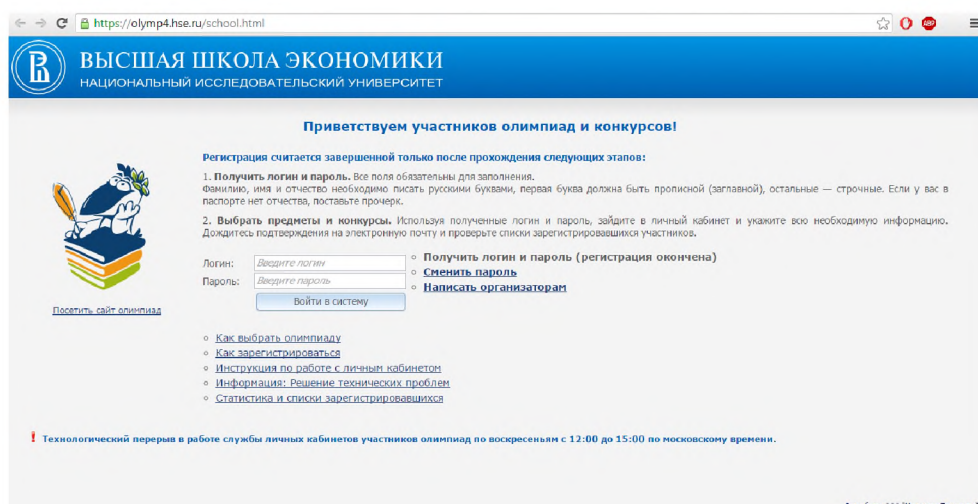 https://olymp4.hse.ru/school.html
ABP
ВЫСШАЯ ШКОЛА ЭКОНОМИКИ
НАЦИОНАЛЬНЫЙ ИССЛЕДОВАТЕЛЬСКИЙ УНИВЕРСИТЕТ
Приветствуем участников олимпиад и конкурсов!
Регистрация считается завершенной только после прохождения следующих этапов:
1. Получить логин и пароль. Все поля обязательны для заполнения.
Фамилию, имя и отчество необходимо писать русскими буквами, первая буква должна быть прописной (заглавной), остальные — строчные. Если у вас в
паспорте нет отчества, поставьте прочерк.
2. Выбрать предметы и конкурсы. Используя полученные логин и пароль, зайдите в личный кабинет и укажите всю необходимую информацию.
Дождитесь подтверждения на электронную почту и проверьте списки зарегистрировавшихся участников.
Логин: Введите логин
Пароль: Введите пароль
Войти в систему
Получить логин и пароль (регистрация окончена)
Сменить пароль
Написать организаторам
Посетить сайт олимпиад
Как выбрать олимпиаду
Как зарегистрироваться
Инструкция по работе с личным кабинетом
Информация: Решение технических проблем
Статистика и списки зарегистрировавшихся
! Технологический перерыв в работе службы личных кабинетов участников олимпиад по воскресеньям с 12:00 до 15:00 по московскому времени.